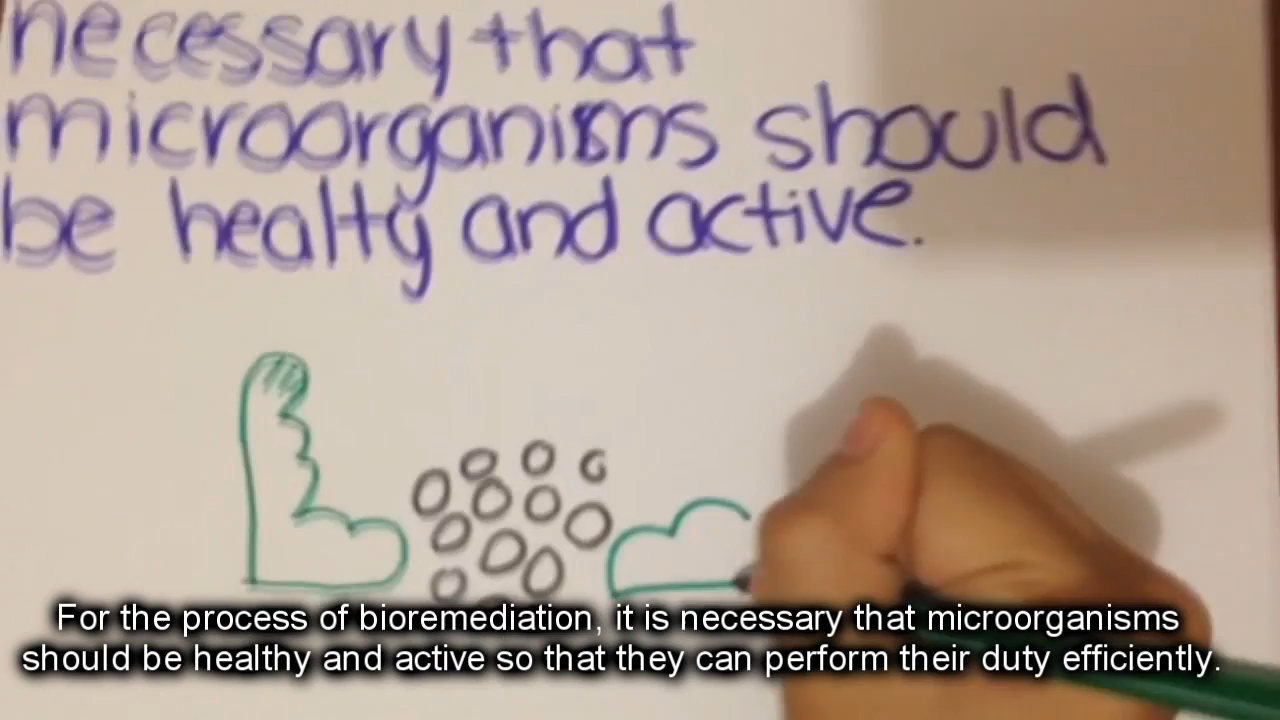 necessary that
microorganisms should
be healty and active.
For the process of bioremediation, it is necessary that microorganisms
should be healthy and active so that they can perform their duty efficiently.